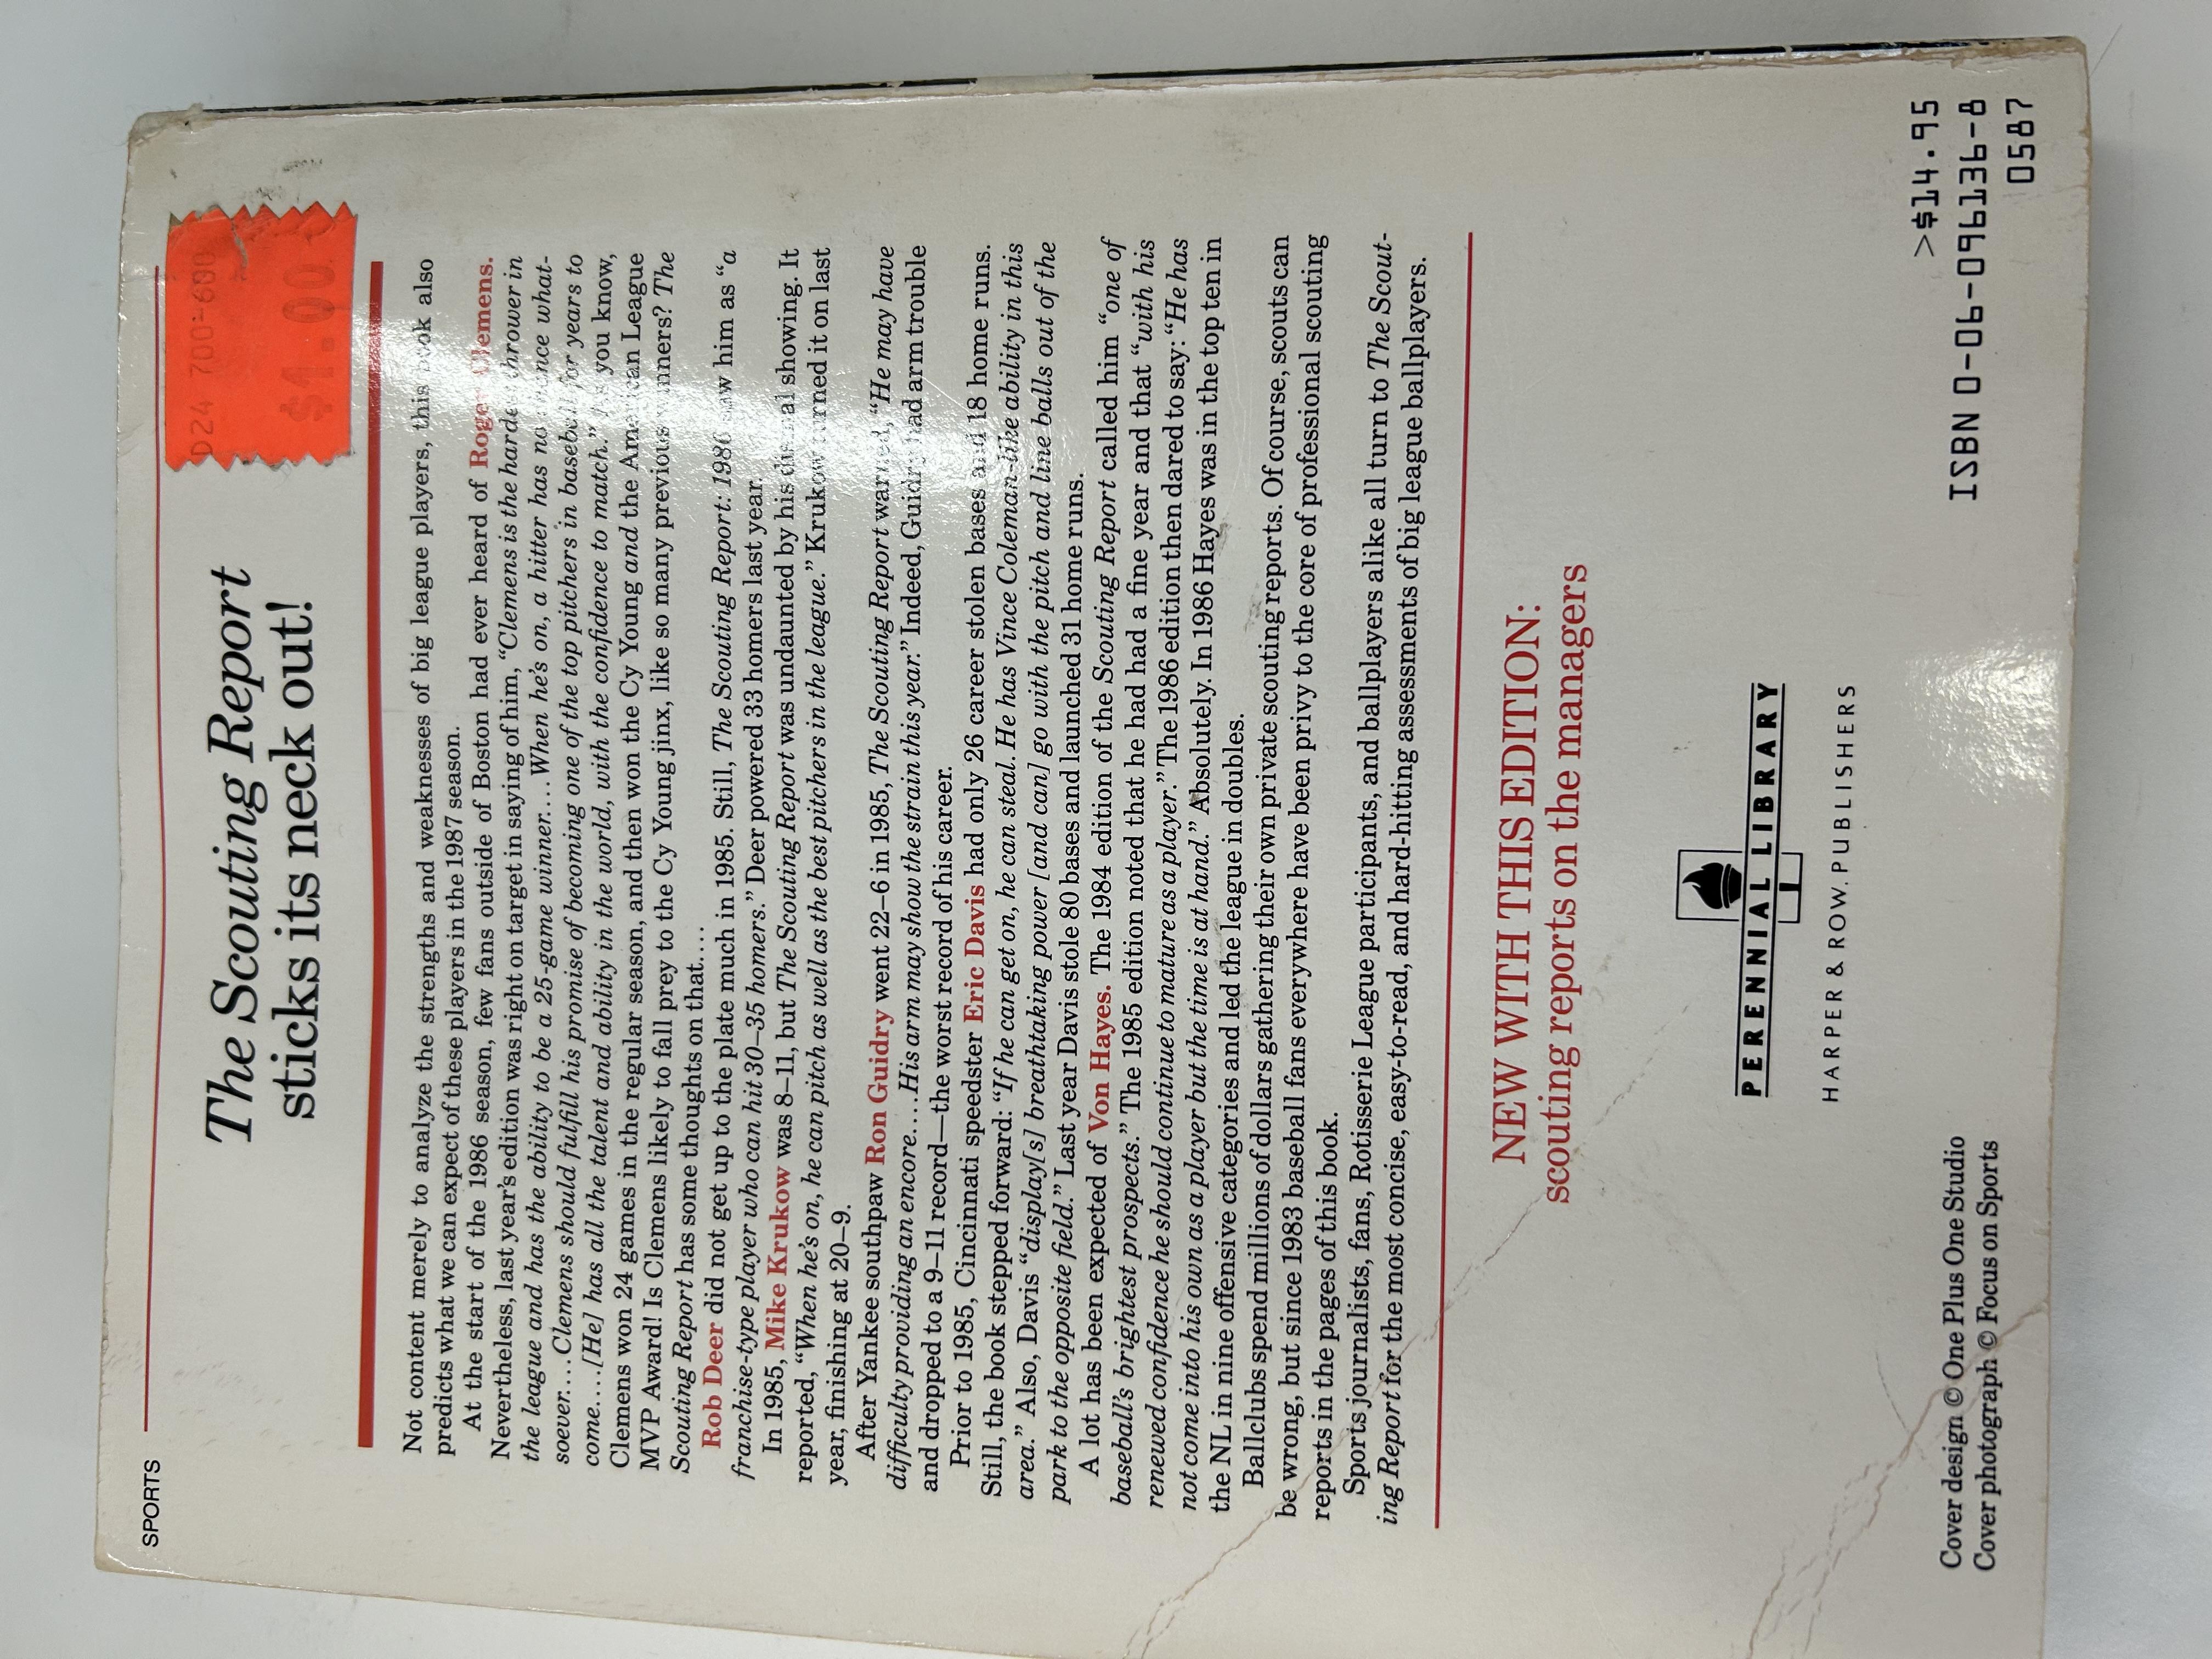 SPORTS
D24 700-600
$1.00
The Scouting Report
sticks its neck out!
Not content merely to analyze the strengths and weaknesses of big league players, this book also
predicts what we can expect of these players in the 1987 season.
At the start of the 1986 season, few fans outside of Boston had ever heard of Roger Clemens.
Nevertheless, last year's edition was right on target in saying of him, “Clemens is the hardest thrower in
the league and has the ability to be a 25-game winner....When he's on, a hitter has no chance what-
soever....Clemens should fulfill his promise of becoming one of the top pitchers in baseball for years to
come....[He] has all the talent and ability in the world, with the confidence to match.” As you know,
Clemens won 24 games in the regular season, and then won the Cy Young and the American League
MVP Award! Is Clemens likely to fall prey to the Cy Young jinx, like so many previous winners? The
Scouting Report has some thoughts on that....
Rob Deer did not get up to the plate much in 1985. Still, The Scouting Report: 1986 saw him as “a
franchise-type player who can hit 30–35 homers.” Deer powered 33 homers last year.
In 1985, Mike Krukow was 8–11, but The Scouting Report was undaunted by his dismal showing. It
reported, “When he's on, he can pitch as well as the best pitchers in the league.” Krukow turned it on last
year, finishing at 20–9.
After Yankee southpaw Ron Guidry went 22–6 in 1985, The Scouting Report warned, “He may have
difficulty providing an encore....His arm may show the strain this year.” Indeed, Guidry had arm trouble
and dropped to a 9–11 record—the worst record of his career.
Prior to 1985, Cincinnati speedster Eric Davis had only 26 career stolen bases and 18 home runs.
Still, the book stepped forward: “If he can get on, he can steal. He has Vince Coleman-like ability in this
area.” Also, Davis “display[s] breathtaking power [and can] go with the pitch and line balls out of the
park to the opposite field.” Last year Davis stole 80 bases and launched 31 home runs.
A lot has been expected of Von Hayes. The 1984 edition of the Scouting Report called him “one of
baseball's brightest prospects.” The 1985 edition noted that he had had a fine year and that “with his
renewed confidence he should continue to mature as a player.” The 1986 edition then dared to say: “He has
not come into his own as a player but the time is at hand.” Absolutely. In 1986 Hayes was in the top ten in
the NL in nine offensive categories and led the league in doubles.
Ballclubs spend millions of dollars gathering their own private scouting reports. Of course, scouts can
be wrong, but since 1983 baseball fans everywhere have been privy to the core of professional scouting
reports in the pages of this book.
Sports journalists, fans, Rotisserie League participants, and ballplayers alike all turn to The Scout-
ing Report for the most concise, easy-to-read, and hard-hitting assessments of big league ballplayers.
NEW WITH THIS EDITION:
scouting reports on the managers
PERENNIAL LIBRARY
HARPER & ROW, PUBLISHERS
Cover design © One Plus One Studio
Cover photograph © Focus on Sports
>$14.95
ISBN 0-06-096136-8
0587